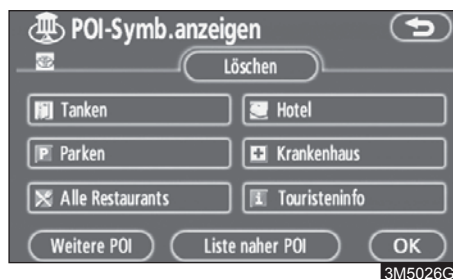 POI-Symb.anzeigen
Löschen
Tanken
Hotel
P Parken
Krankenhaus
Alle Restaurants
i Touristeninfo
Weitere POI
Liste naher POI
OK
3M5026G